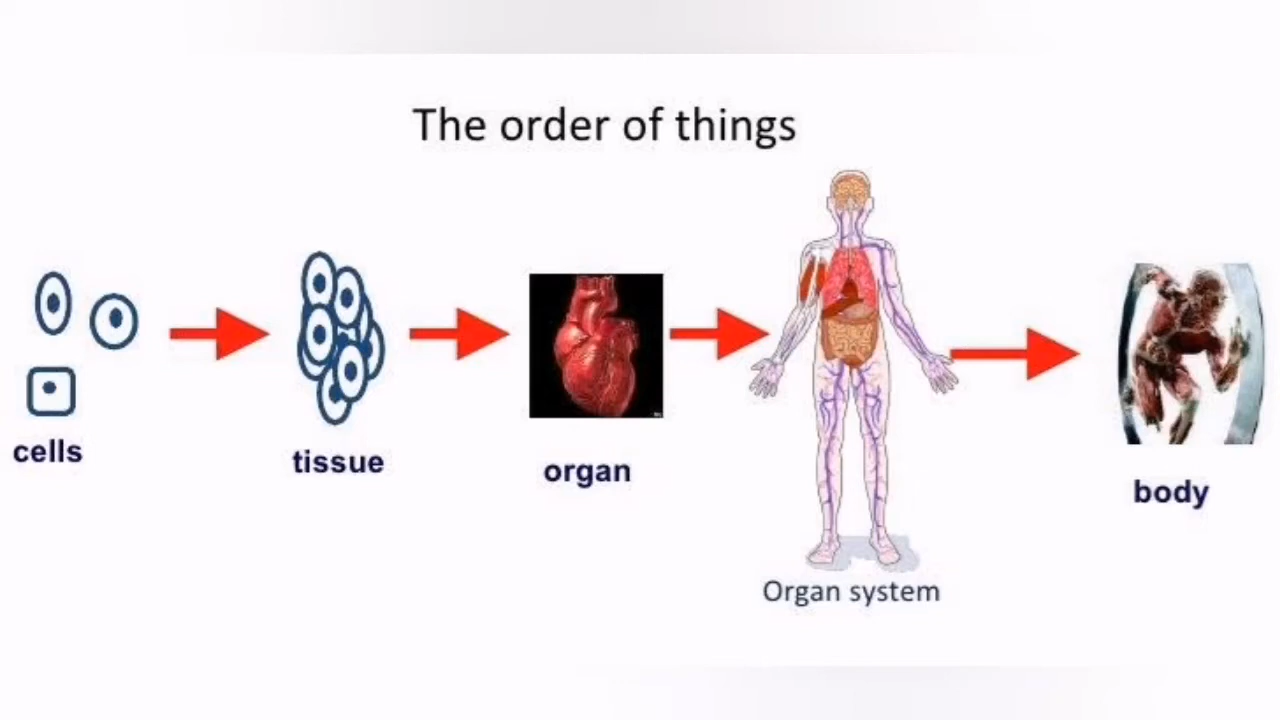 The order of things
cells
tissue
organ
Organ system
body